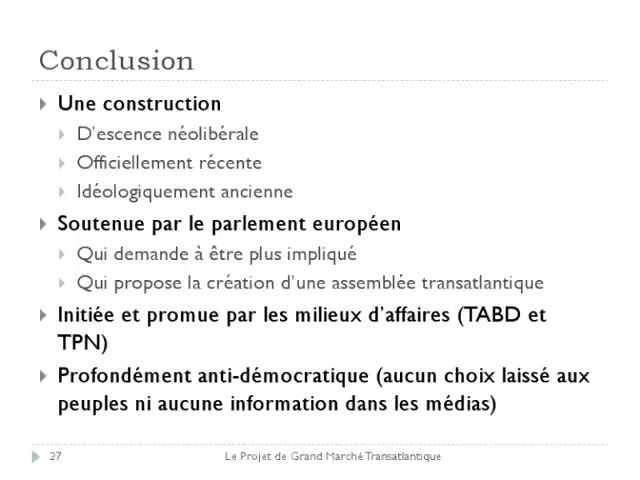 Conclusion
Une construction
D'escence néolibérale
Officiellement récente
Idéologiquement ancienne
Soutenue par le parlement européen
Qui demande à être plus impliqué
Qui propose la création d'une assemblée transatlantique
Initiée et promue par les milieux d'affaires (TABD et
TPN)
Profondément anti-démocratique (aucun choix laissé aux
peuples ni aucune information dans les médias)
27 Le Projet de Grand Marché Transatlantique